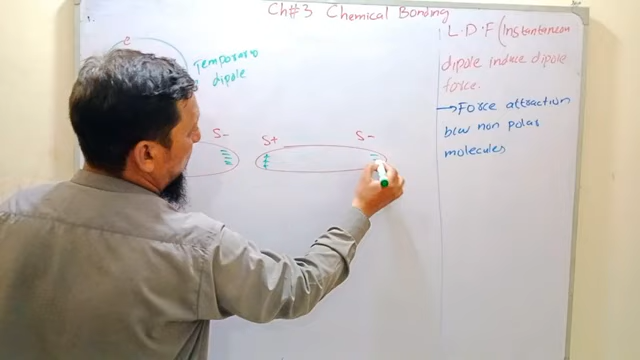 Ch#3 Chemical Bonding
e
Temporary
dipole
S-
S+
S-
L.D.F (Instantaneous
dipole induce dipole
force.
→Force attraction
b/w non polar
molecules